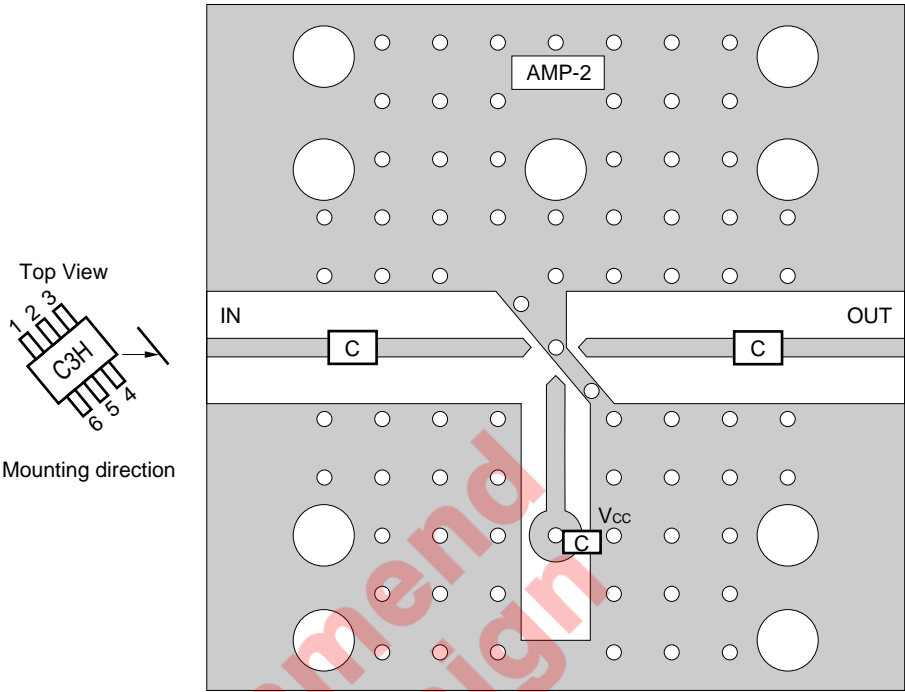 AMP-2
Top View
1 2 3
C3H
6 5 4
Mounting direction
IN
OUT
C
C
Vcc
C